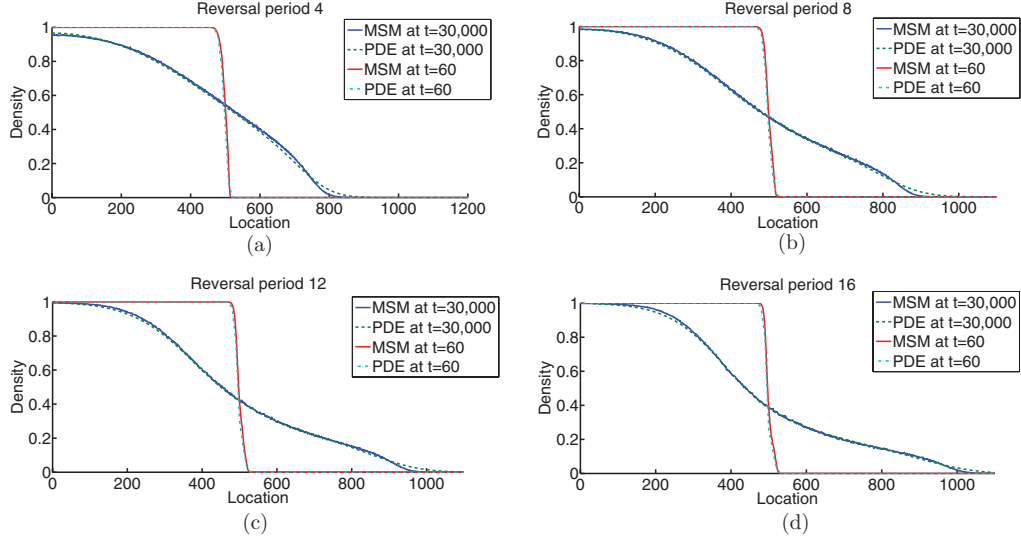 Reversal period 4
1
0.8
0.6
0.4
0.2
0
Density
0 200 400 600 800 1000 1200
Location
MSM at t=30,000
PDE at t=30,000
MSM at t=60
PDE at t=60
(a)
Reversal period 8
1
0.8
0.6
0.4
0.2
0
Density
0 200 400 600 800 1000
Location
MSM at t=30,000
PDE at t=30,000
MSM at t=60
PDE at t=60
(b)
Reversal period 12
1
0.8
0.6
0.4
0.2
0
Density
0 200 400 600 800 1000
Location
MSM at t=30,000
PDE at t=30,000
MSM at t=60
PDE at t=60
(c)
Reversal period 16
1
0.8
0.6
0.4
0.2
0
Density
0 200 400 600 800 1000
Location
MSM at t=30,000
PDE at t=30,000
MSM at t=60
PDE at t=60
(d)